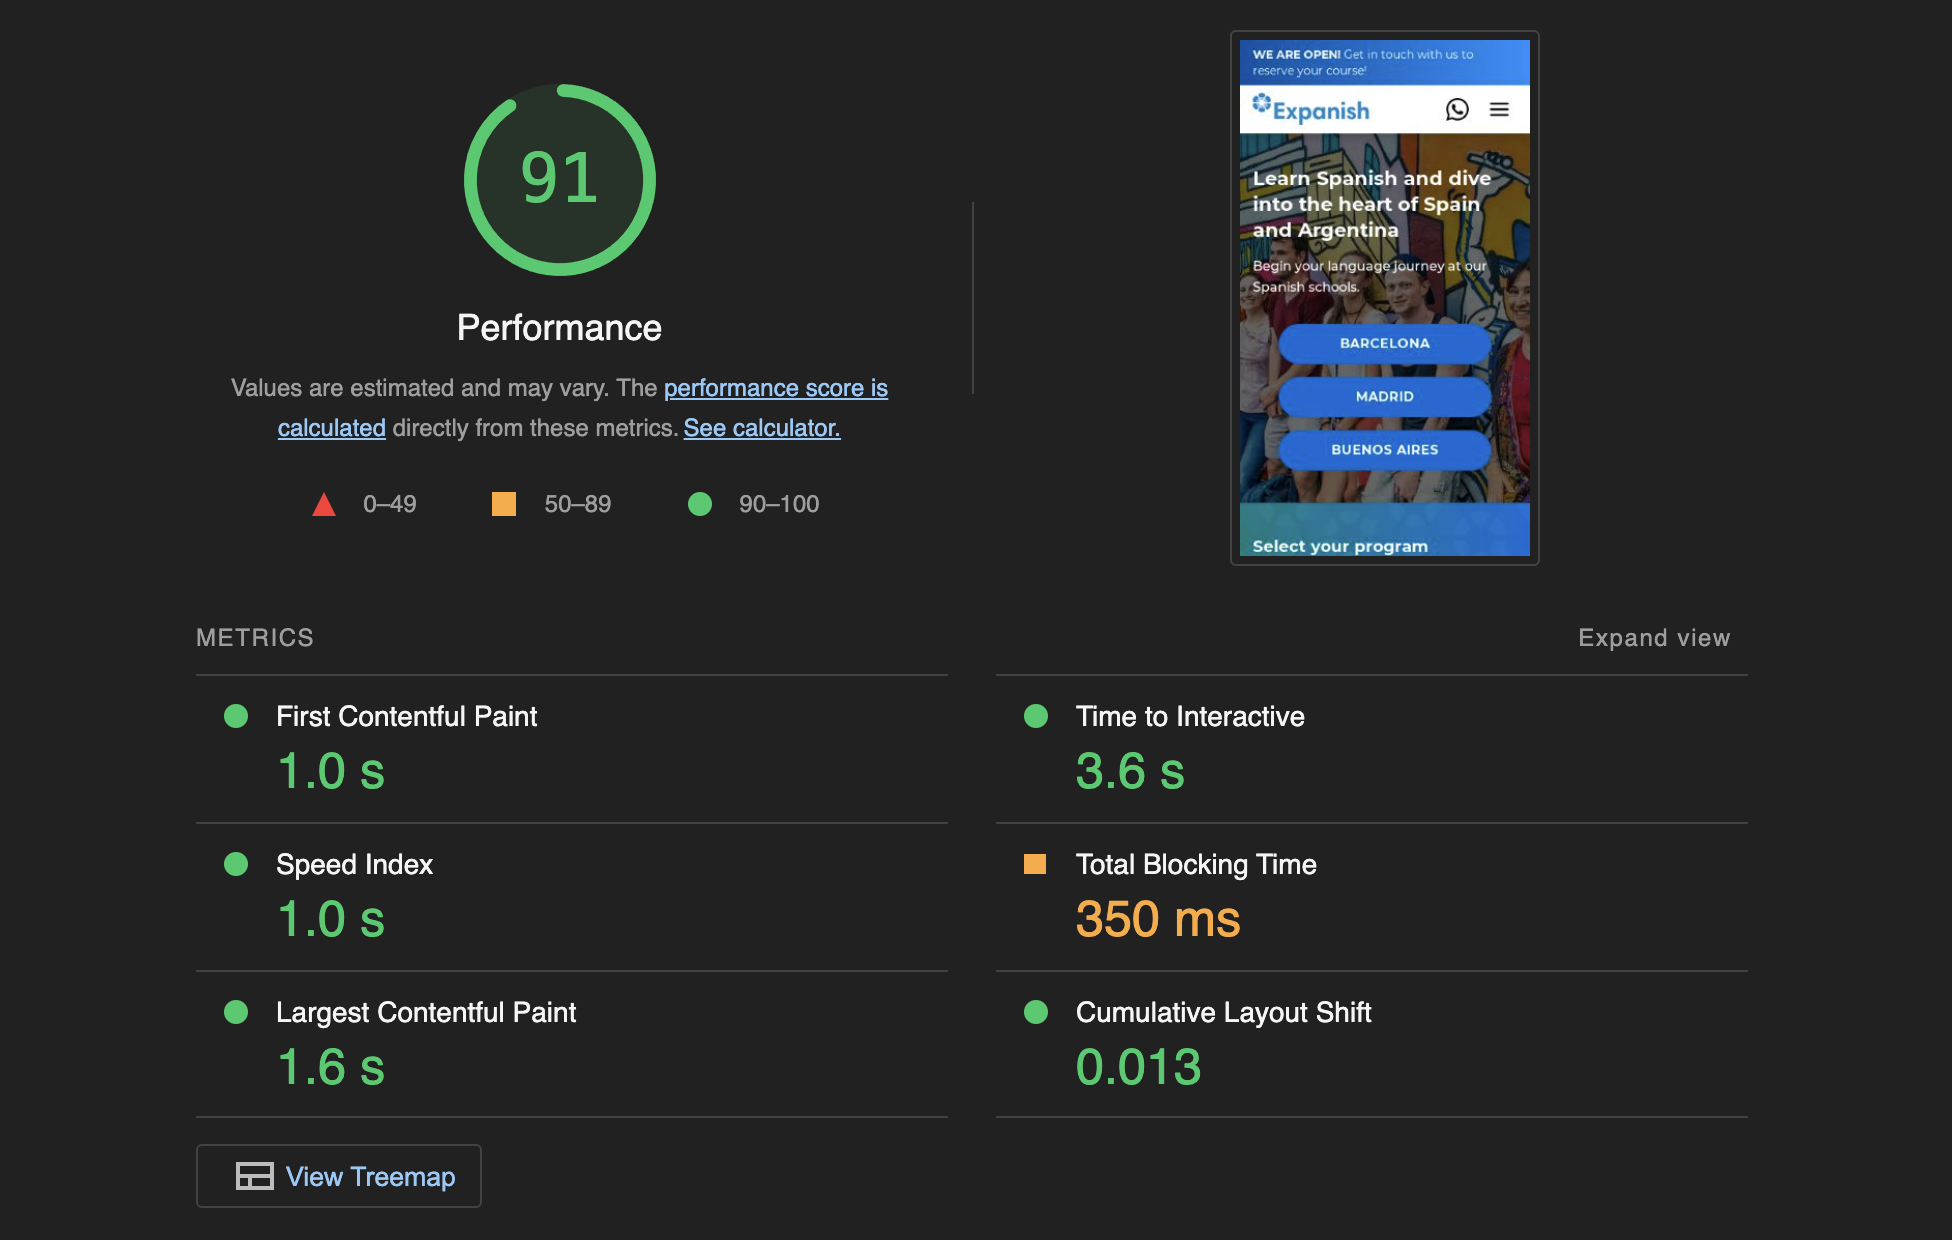 91
Performance
Values are estimated and may vary. The performance score is
calculated directly from these metrics. See calculator.
0–49
50–89
90–100
WE ARE OPEN! Get in touch with us to
reserve your course!
Expanish
Learn Spanish and dive
into the heart of Spain
and Argentina
Begin your language journey at our
Spanish schools.
BARCELONA
MADRID
BUENOS AIRES
Select your program
METRICS
Expand view
First Contentful Paint
1.0 s
Time to Interactive
3.6 s
Speed Index
1.0 s
Total Blocking Time
350 ms
Largest Contentful Paint
1.6 s
Cumulative Layout Shift
0.013
View Treemap